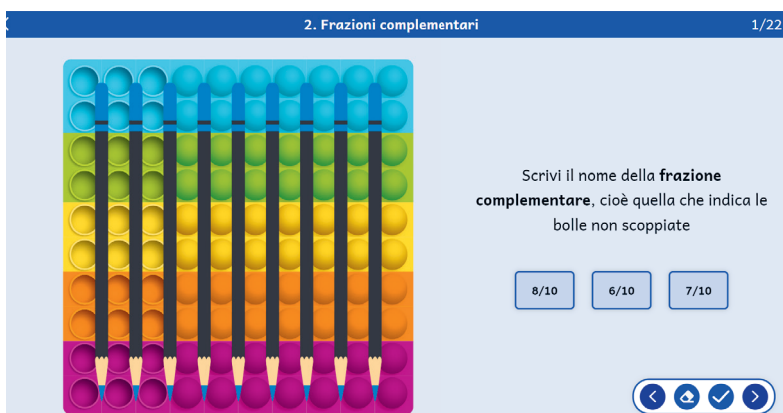 2. Frazioni complementari
1/22
Scrivi il nome della frazione
complementare, cioè quella che indica le
bolle non scoppiate
8/10 6/10 7/10